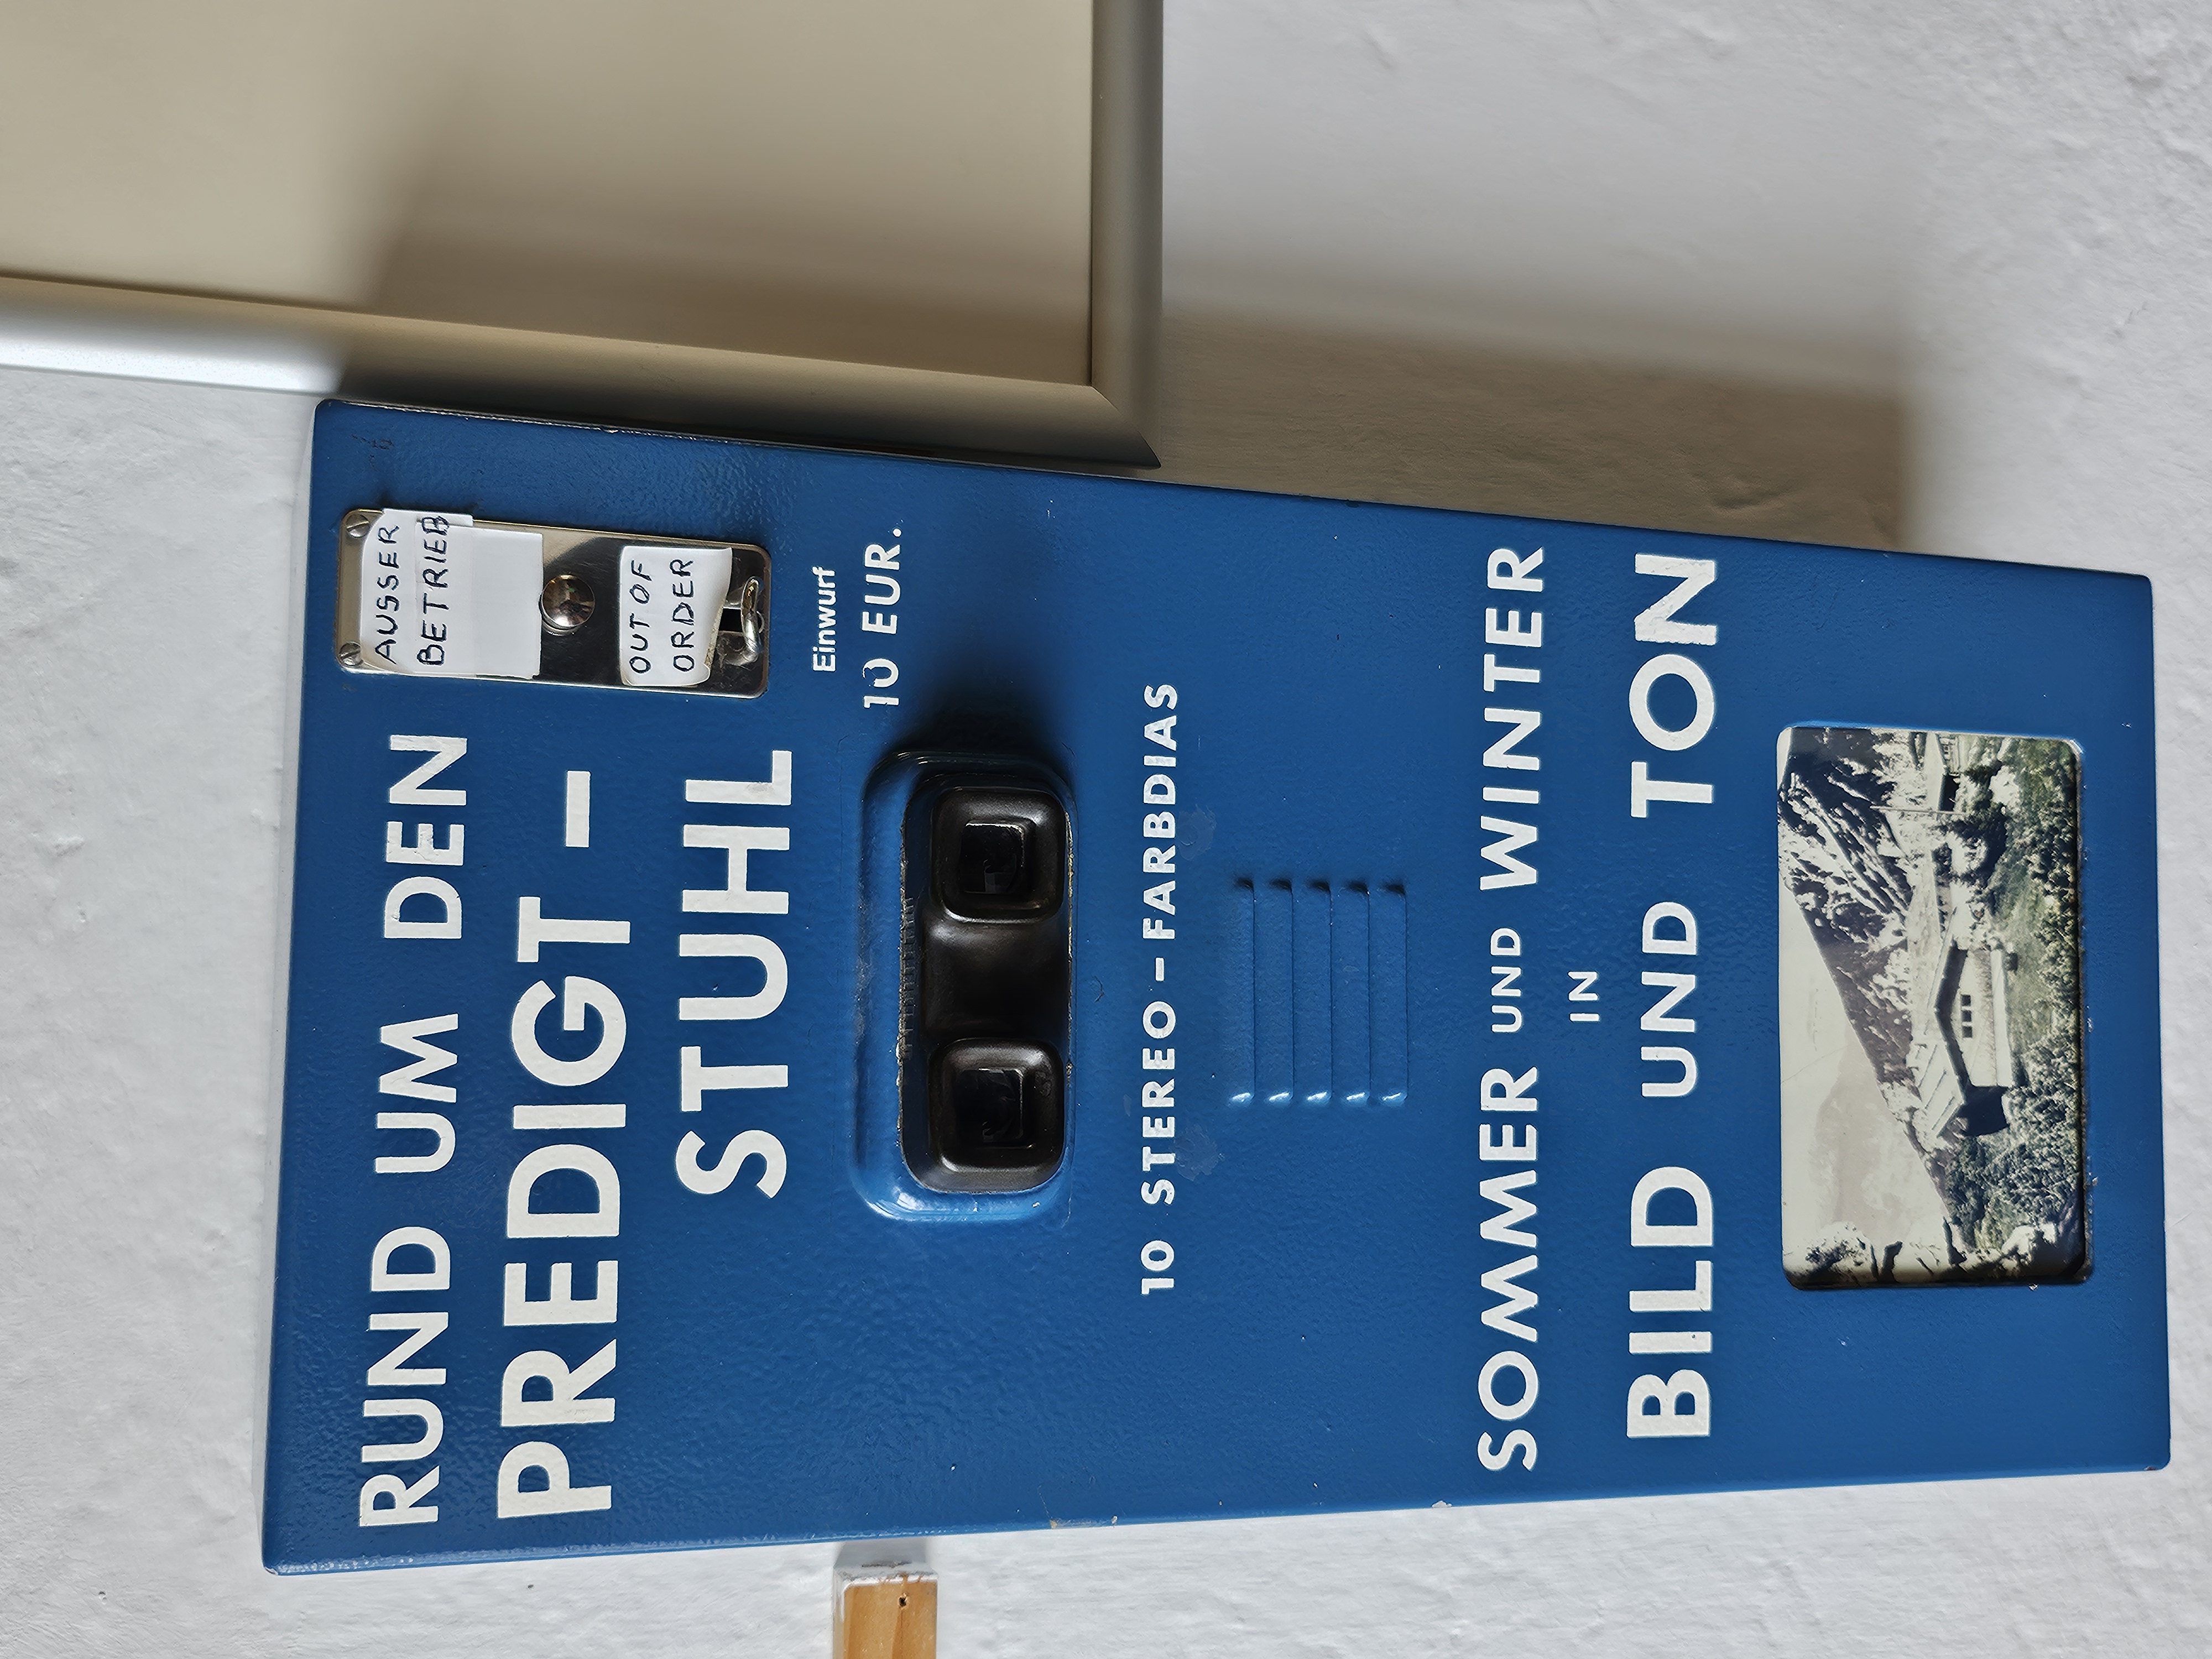 RUND UM DEN
PREDIGT -
STUHL
AUSSER
BETRIEB
OUT OF
ORDER
Einwurf
10 EUR.
10 STEREO - FARBDIAS
SOMMER UND WINTER
IN
BILD UND TON